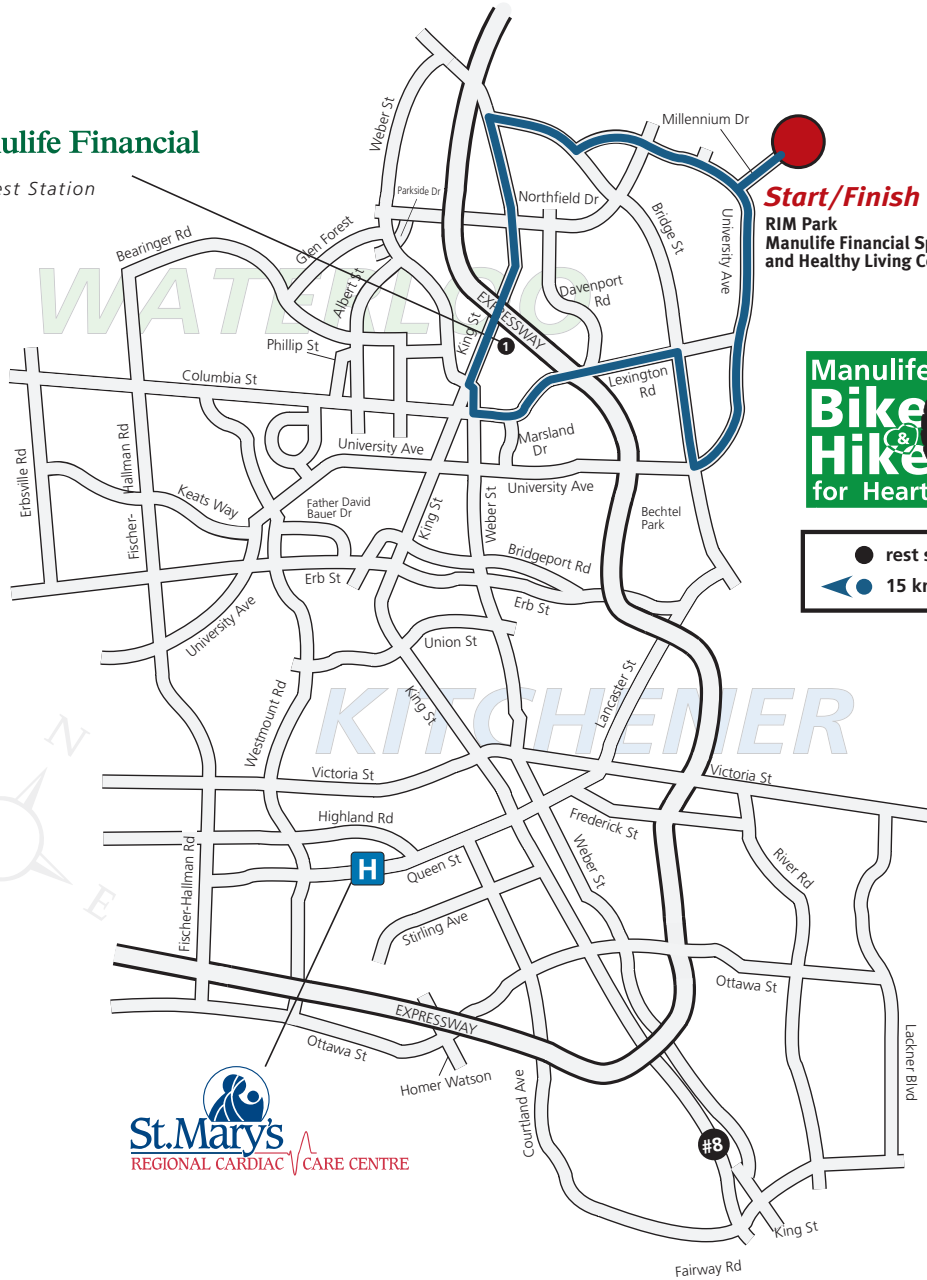 Weber St
Millennium Dr
Manulife Financial
Rest Station
Parkside Dr
Northfield Dr
Start/Finish
RIM Park
Manulife Financial
and Healthy Living
Bearinger Rd
Glen Forest
Bridge St
University Ave
WATERLOO
Albert St
Davenport
Rd
EXPRESSWAY
King St
1
Phillip St
Columbia St
Lexington
Rd
Manulife
Bike
&
Hike
for Heart
Erbsville Rd
Fischer-
Hallman Rd
University Ave
Marsland
Dr
Keats Way
Father David
Bauer Dr
King St
Weber St
University Ave
Bechtel
Park
Bridgeport Rd
rest
15
Erb St
Erb St
University Ave
Union St
Westmount Rd
King St
Lancaster St
KITCHENER
N
E
Victoria St
Victoria St
Highland Rd
Frederick St
Fischer-Hallman Rd
H
Queen St
Weber St
River Rd
Stirling Ave
Ottawa St
EXPRESSWAY
Ottawa St
Homer Watson
Courtland Ave
Lackner Blvd
St.Mary's
REGIONAL CARDIAC CARE CENTRE
#8
King St
Fairway Rd